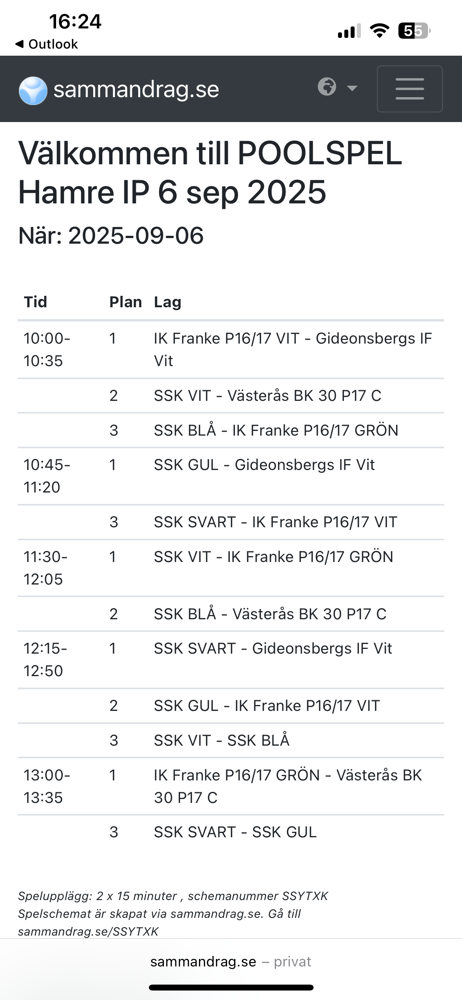 16:24
55
◀ Outlook
sammandrag.se
Välkommen till POOLSPEL
Hamre IP 6 sep 2025
När: 2025-09-06
Tid Plan Lag
10:00- 1 IK Franke P16/17 VIT - Gideonsbergs IF
10:35 Vit
2 SSK VIT - Västerås BK 30 P17 C
3 SSK BLÅ - IK Franke P16/17 GRÖN
10:45- 1 SSK GUL - Gideonsbergs IF Vit
11:20
3 SSK SVART - IK Franke P16/17 VIT
11:30- 1 SSK VIT - IK Franke P16/17 GRÖN
12:05
2 SSK BLÅ - Västerås BK 30 P17 C
12:15- 1 SSK SVART - Gideonsbergs IF Vit
12:50
2 SSK GUL - IK Franke P16/17 VIT
3 SSK VIT - SSK BLÅ
13:00- 1 IK Franke P16/17 GRÖN - Västerås BK
13:35 30 P17 C
3 SSK SVART - SSK GUL
Spelupplägg: 2 x 15 minuter , schemanummer SSYTXK
Spelschemat är skapat via sammandrag.se. Gå till
sammandrag.se/SSYTXK
sammandrag.se – privat